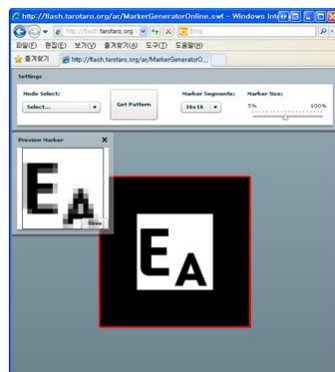 http://flash.tarotaro.org/ar/MarkerGeneratorOnline.swf - Windows Int
http://flash.tarotaro.org/ar/
Bing
파일(F) 편집(E) 보기(V) 즐겨찾기(A) 도구(T) 도움말(H)
즐겨찾기 http://flash.tarotaro.org/ar/MarkerGeneratorO...
Settings
Mode Select: Marker Segments: Marker Size:
Select... Get Pattern 16x16 5% 100%
Preview Marker
EA
Save
EA